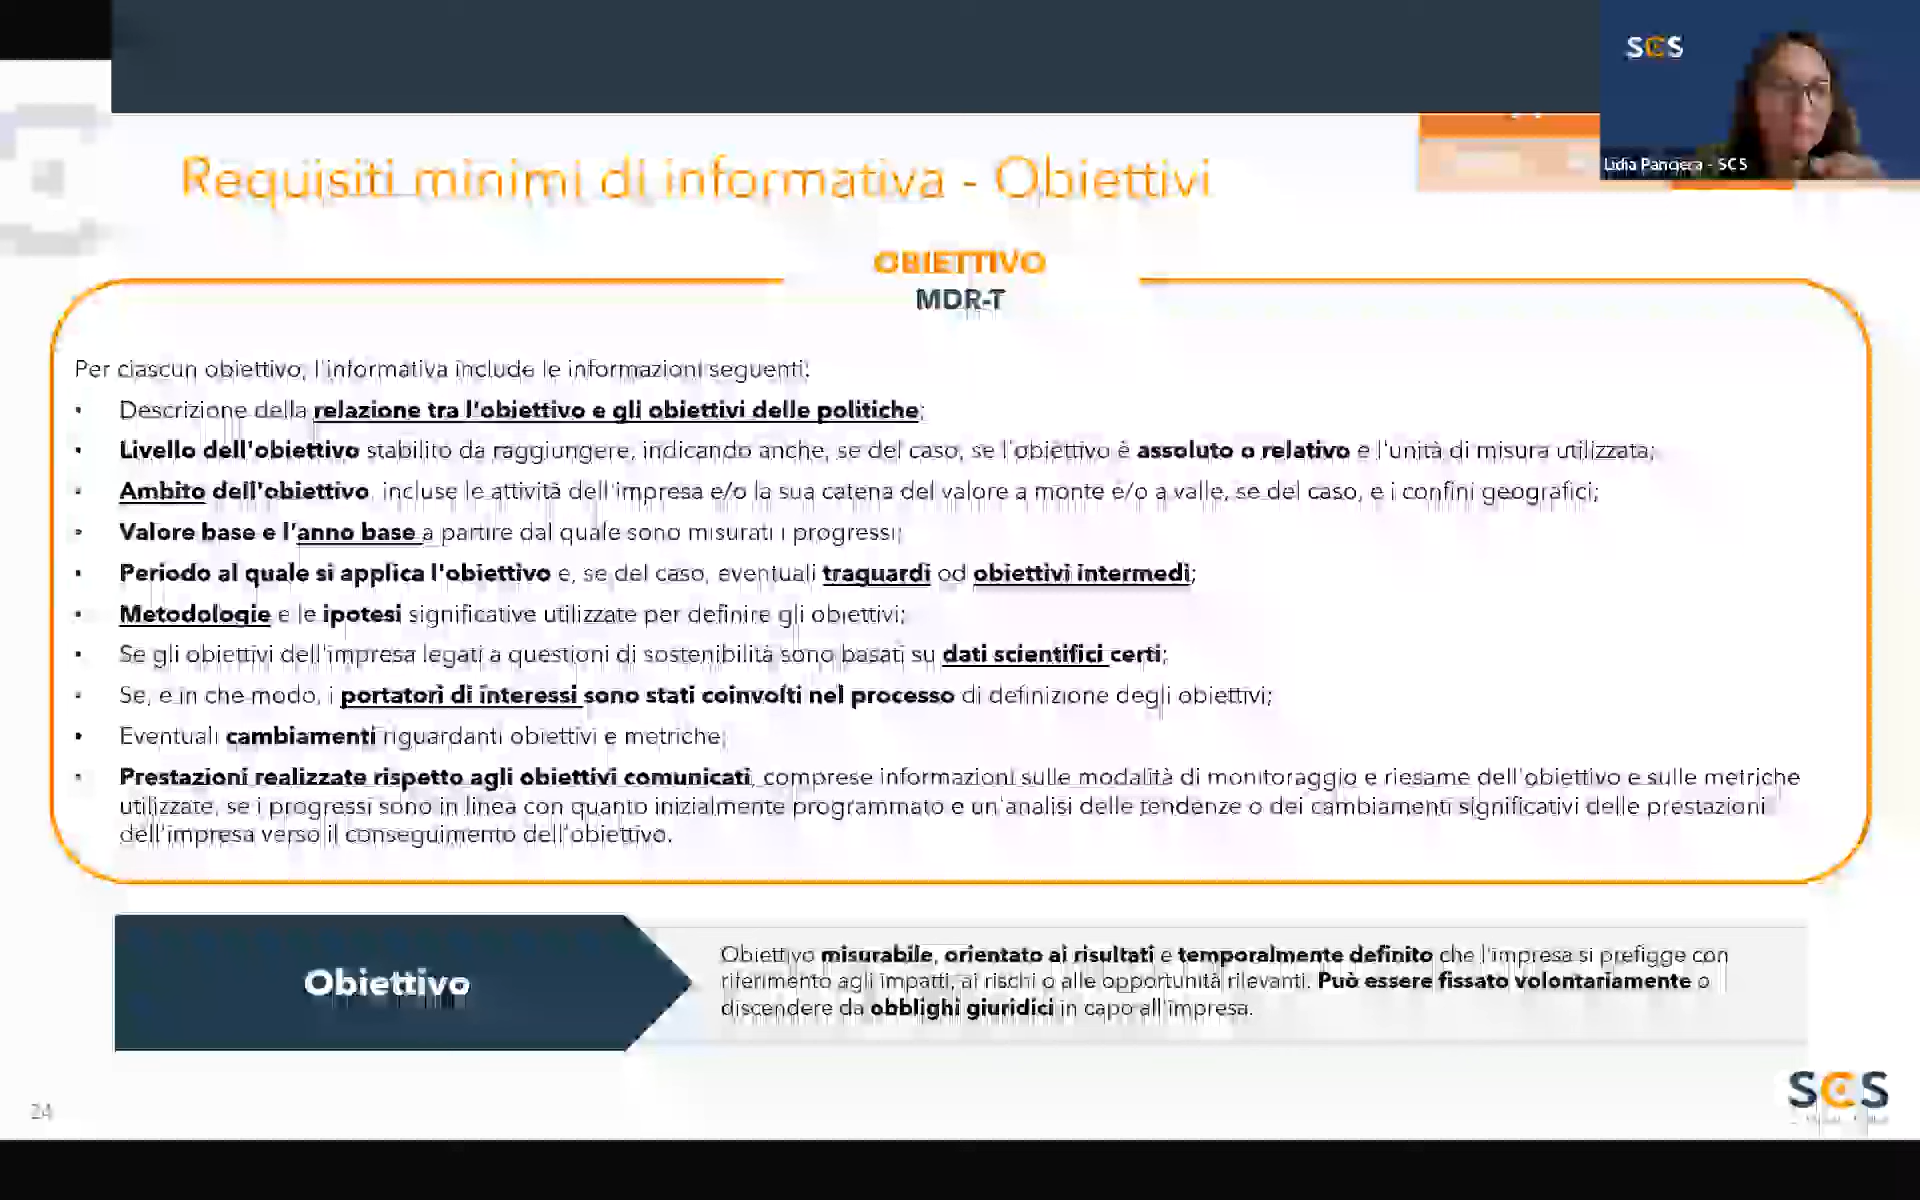 SCS
Lidia Panciera - SCS
Requisiti minimi di informativa - Obiettivi
OBIETTIVO
MDR-T
Per ciascun obiettivo, l'informativa include le informazioni seguenti:
• Descrizione della relazione tra l'obiettivo e gli obiettivi delle politiche;
• Livello dell'obiettivo stabilito da raggiungere, indicando anche, se del caso, se l'obiettivo è assoluto o relativo e l'unità di misura utilizzata;
• Ambito dell'obiettivo, incluse le attività dell'impresa e/o la sua catena del valore a monte e/o a valle, se del caso, e i confini geografici;
• Valore base e l'anno base a partire dal quale sono misurati i progressi;
• Periodo al quale si applica l'obiettivo e, se del caso, eventuali traguardi od obiettivi intermedi;
• Metodologie e le ipotesi significative utilizzate per definire gli obiettivi;
• Se gli obiettivi dell'impresa legati a questioni di sostenibilità sono basati su dati scientifici certi;
• Se, e in che modo, i portatori di interessi sono stati coinvolti nel processo di definizione degli obiettivi;
• Eventuali cambiamenti riguardanti obiettivi e metriche;
• Prestazioni realizzate rispetto agli obiettivi comunicati, comprese informazioni sulle modalità di monitoraggio e riesame dell'obiettivo e sulle metriche
utilizzate, se i progressi sono in linea con quanto inizialmente programmato e un'analisi delle tendenze o dei cambiamenti significativi delle prestazioni
dell'impresa verso il conseguimento dell'obiettivo.
Obiettivo
Obiettivo misurabile, orientato ai risultati e temporalmente definito che l'impresa si prefigge con
riferimento agli impatti, ai rischi o alle opportunità rilevanti. Può essere fissato volontariamente o
discendere da obblighi giuridici in capo all'impresa.
24
SCS